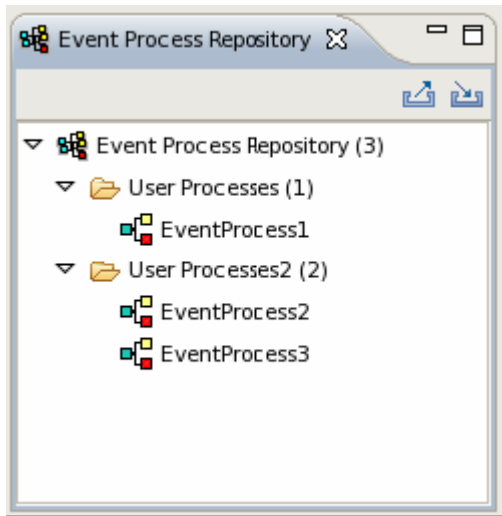 Event Process Repository
Event Process Repository (3)
User Processes (1)
EventProcess1
User Processes2 (2)
EventProcess2
EventProcess3